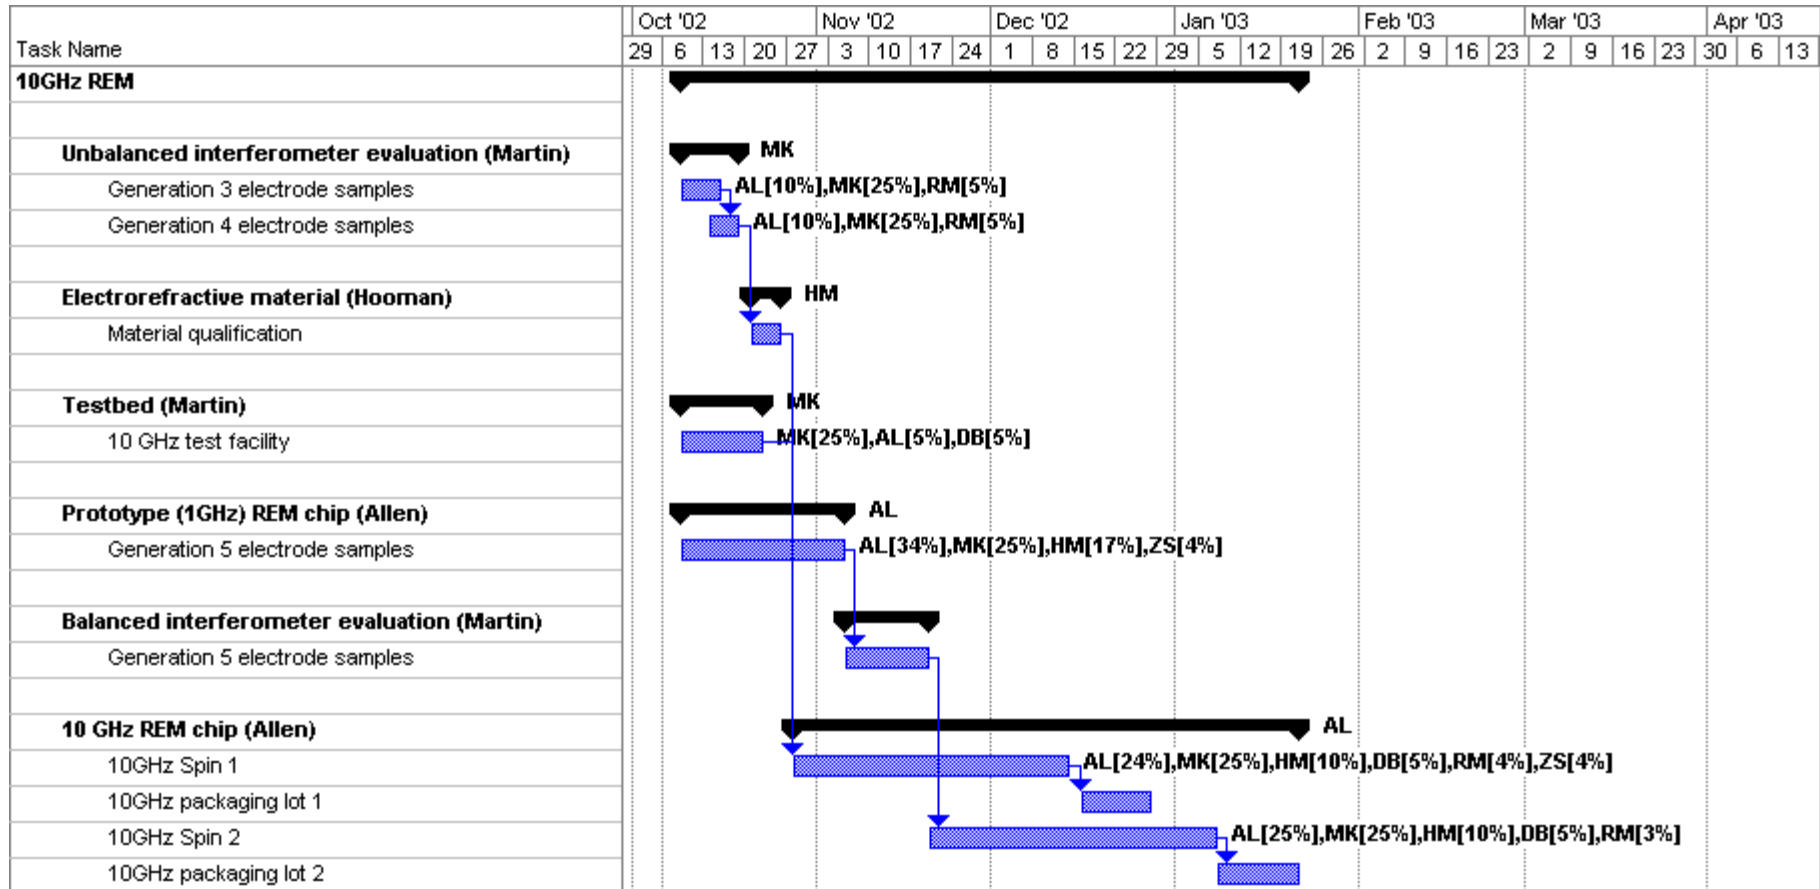 Oct '02 Nov '02 Dec '02 Jan '03 Feb '03 Mar '03 Apr '03
Task Name 29 6 13 20 27 3 10 17 24 1 8 15 22 29 5 12 19 26 2 9 16 23 2 9 16 23 30 6 13
10GHz REM
Unbalanced interferometer evaluation (Martin) MK
Generation 3 electrode samples AL[10%],MK[25%],RM[5%]
Generation 4 electrode samples AL[10%],MK[25%],RM[5%]
Electrorefractive material (Hooman) HM
Material qualification
Testbed (Martin) MK
10 GHz test facility MK[25%],AL[5%],DB[5%]
Prototype (1GHz) REM chip (Allen) AL
Generation 5 electrode samples AL[34%],MK[25%],HM[17%],ZS[4%]
Balanced interferometer evaluation (Martin)
Generation 5 electrode samples
10 GHz REM chip (Allen) AL
10GHz Spin 1 AL[24%],MK[25%],HM[10%],DB[5%],RM[4%],ZS[4%]
10GHz packaging lot 1
10GHz Spin 2 AL[25%],MK[25%],HM[10%],DB[5%],RM[3%]
10GHz packaging lot 2